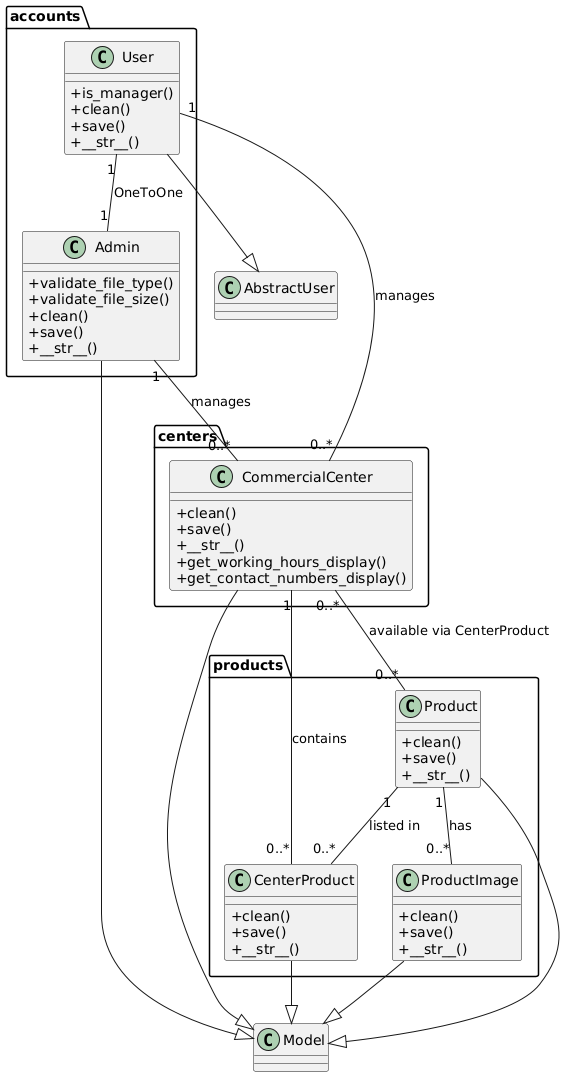 accounts
C User
+is_manager()
+clean()
+save()
+__str__()
1
1
OneToOne
1
C Admin
+validate_file_type()
+validate_file_size()
+clean()
+save()
+__str__()
C AbstractUser
manages
1
manages
0..*
0..*
centers
C CommercialCenter
+clean()
+save()
+__str__()
+get_working_hours_display()
+get_contact_numbers_display()
1
0..*
available via CenterProduct
products
0..*
C Product
+clean()
+save()
+__str__()
contains
1
1
listed in
has
0..*
0..*
0..*
C CenterProduct
+clean()
+save()
+__str__()
C ProductImage
+clean()
+save()
+__str__()
C Model